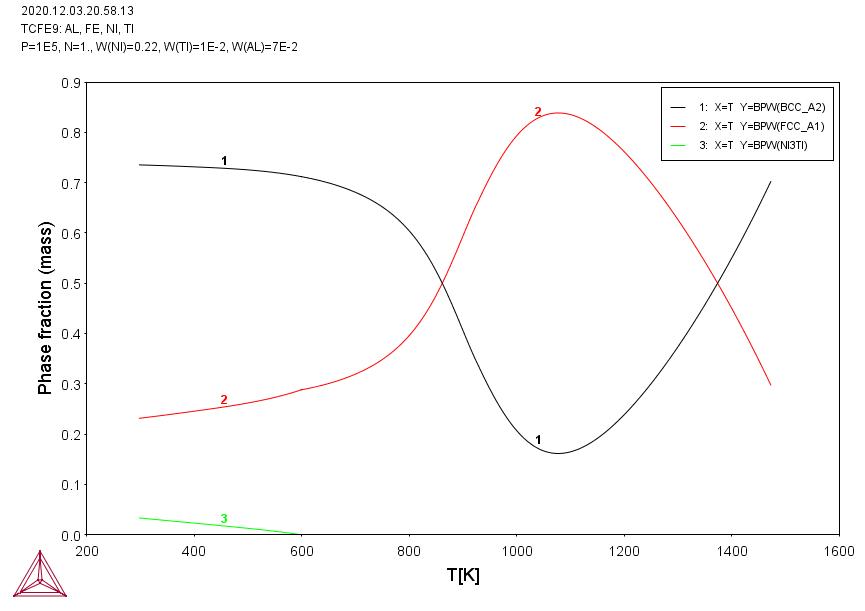 2020.12.03.20.58.13
TCFE9: AL, FE, NI, TI
P=1E5, N=1., W(NI)=0.22, W(TI)=1E-2, W(AL)=7E-2
1: X=T Y=BPW(BCC_A2)
2: X=T Y=BPW(FCC_A1)
3: X=T Y=BPW(NI3TI)
Phase fraction (mass)
0.9
0.8
0.7
0.6
0.5
0.4
0.3
0.2
0.1
0.0
1
2
3
2
1
200 400 600 800 1000 1200 1400 1600
T[K]